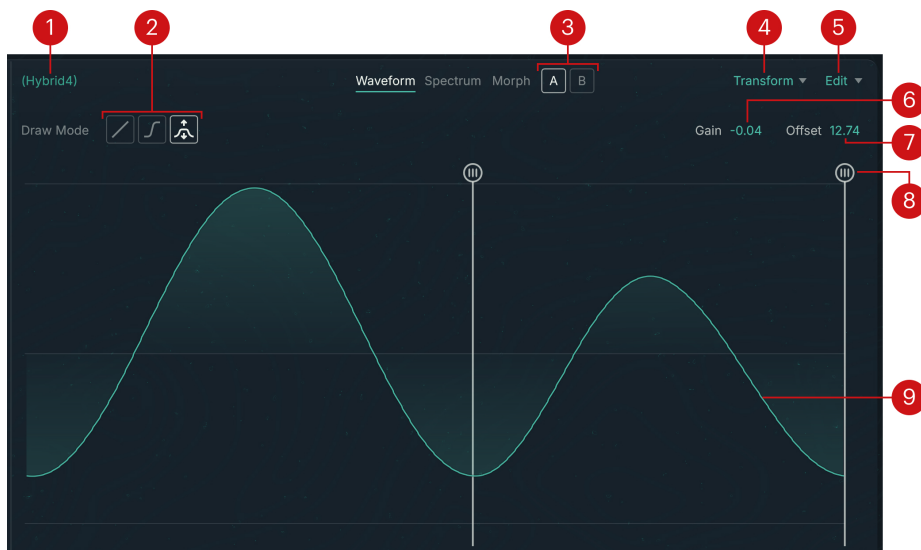 1 2 3 4 5
(Hybrid4) Waveform Spectrum Morph A B Transform Edit
6
Draw Mode Gain -0.04 Offset 12.74
7
8
9